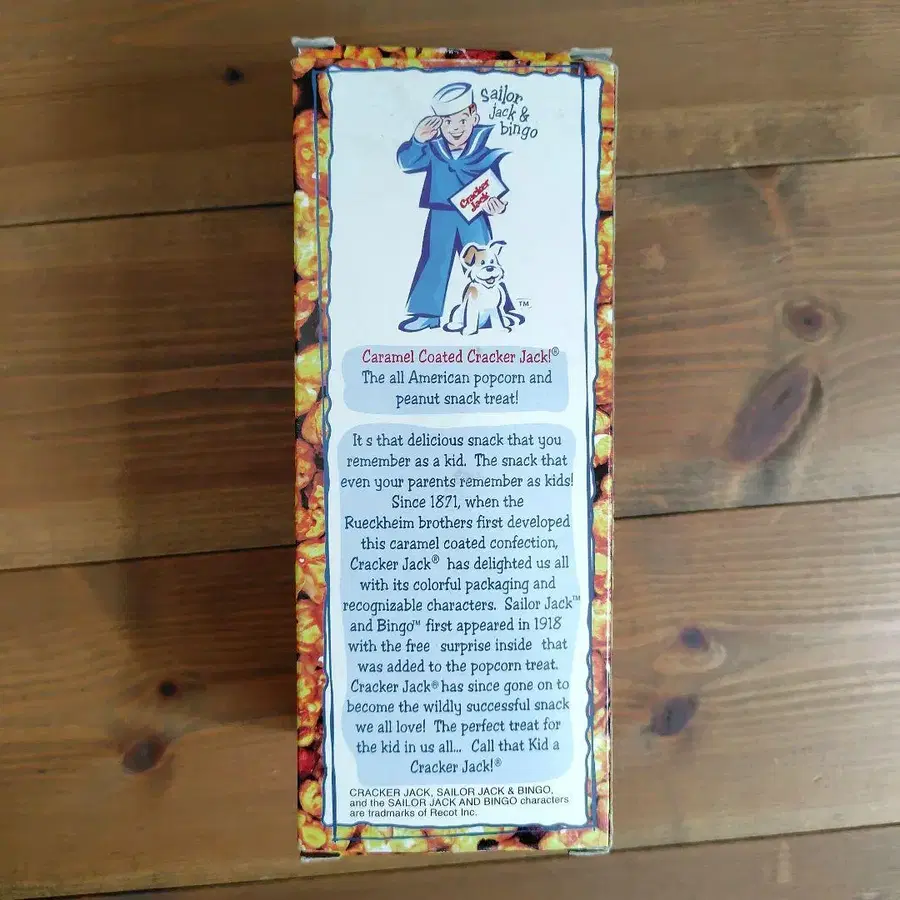 Sailor
jack &
bingo
Cracker
Jack
TM
Caramel Coated Cracker Jack!®
The all American popcorn and
peanut snack treat!
It s that delicious snack that you
remember as a kid. The snack that
even your parents remember as kids!
Since 1871, when the
Rueckheim brothers first developed
this caramel coated confection,
Cracker Jack® has delighted us all
with its colorful packaging and
recognizable characters. Sailor Jack™
and Bingo™ first appeared in 1918
with the free surprise inside that
was added to the popcorn treat.
Cracker Jack® has since gone on to
become the wildly successful snack
we all love! The perfect treat for
the kid in us all... Call that Kid a
Cracker Jack!®
CRACKER JACK, SAILOR JACK & BINGO,
and the SAILOR JACK AND BINGO characters
are tradmarks of Recot Inc.